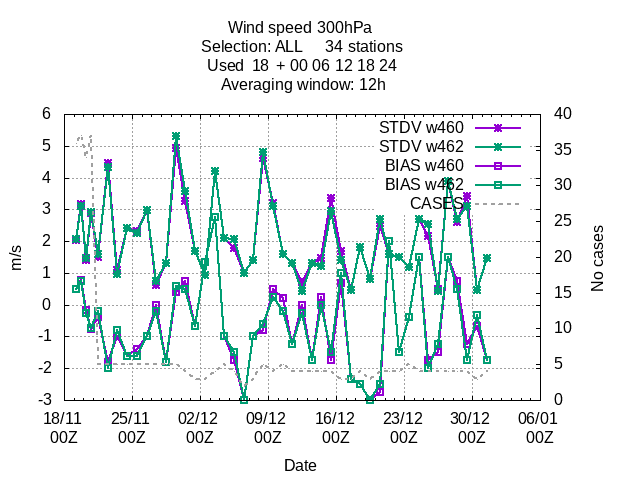 Wind speed 300hPa
Selection: ALL 34 stations
Used 18 + 00 06 12 18 24
Averaging window: 12h
STDV w460
STDV w462
BIAS w460
BIAS w462
CASES
6
5
4
3
2
1
0
-1
-2
-3
m/s
40
35
30
25
20
15
10
5
0
No cases
18/11 25/11 02/12 09/12 16/12 23/12 30/12 06/01
00Z 00Z 00Z 00Z 00Z 00Z 00Z 00Z
Date